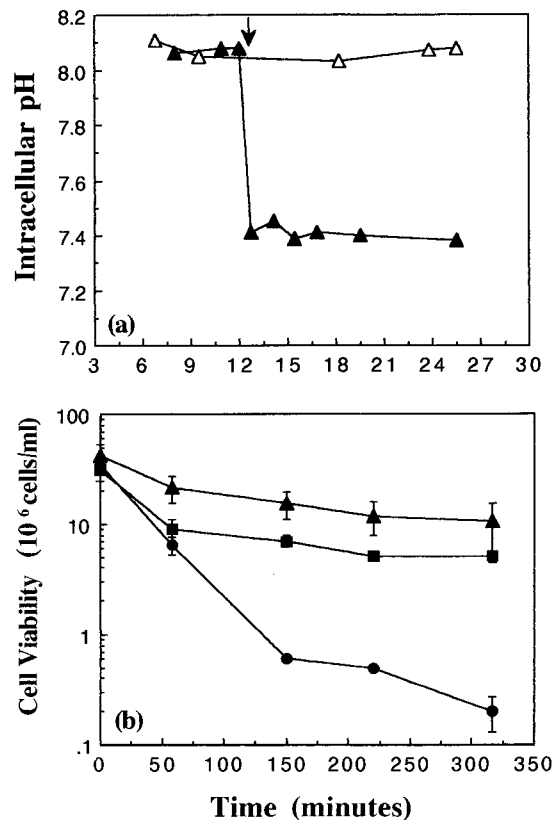 8.2
8.0
7.8
7.6
7.4
7.2
7.0
Intracellular pH
(a)
3 6 9 12 15 18 21 24 27 30
100
10
1
.1
Cell Viability (10⁶ cells/ml)
(b)
0 50 100 150 200 250 300 350
Time (minutes)